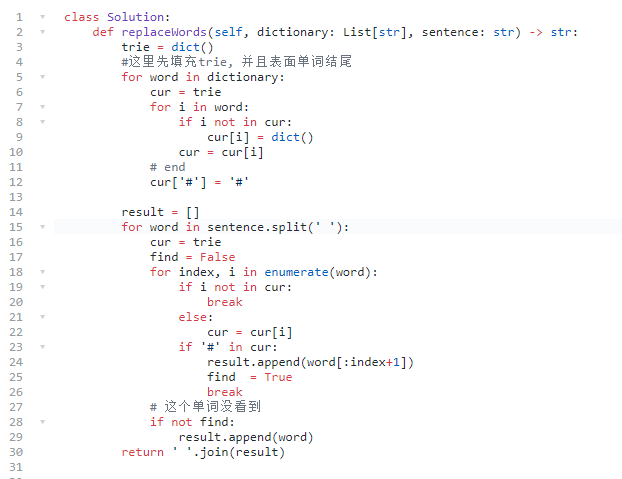 1 class Solution:
2     def replaceWords(self, dictionary: List[str], sentence: str) -> str:
3         trie = dict()
4         #这里先填充trie, 并且表面单词结尾
5         for word in dictionary:
6             cur = trie
7             for i in word:
8                 if i not in cur:
9                     cur[i] = dict()
10                 cur = cur[i]
11             # end
12             cur['#'] = '#'
13
14         result = []
15         for word in sentence.split(' '):
16             cur = trie
17             find = False
18             for index, i in enumerate(word):
19                 if i not in cur:
20                     break
21                 else:
22                     cur = cur[i]
23                 if '#' in cur:
24                     result.append(word[:index+1])
25                     find  = True
26                     break
27             # 这个单词没看到
28             if not find:
29                 result.append(word)
30         return ' '.join(result)
31